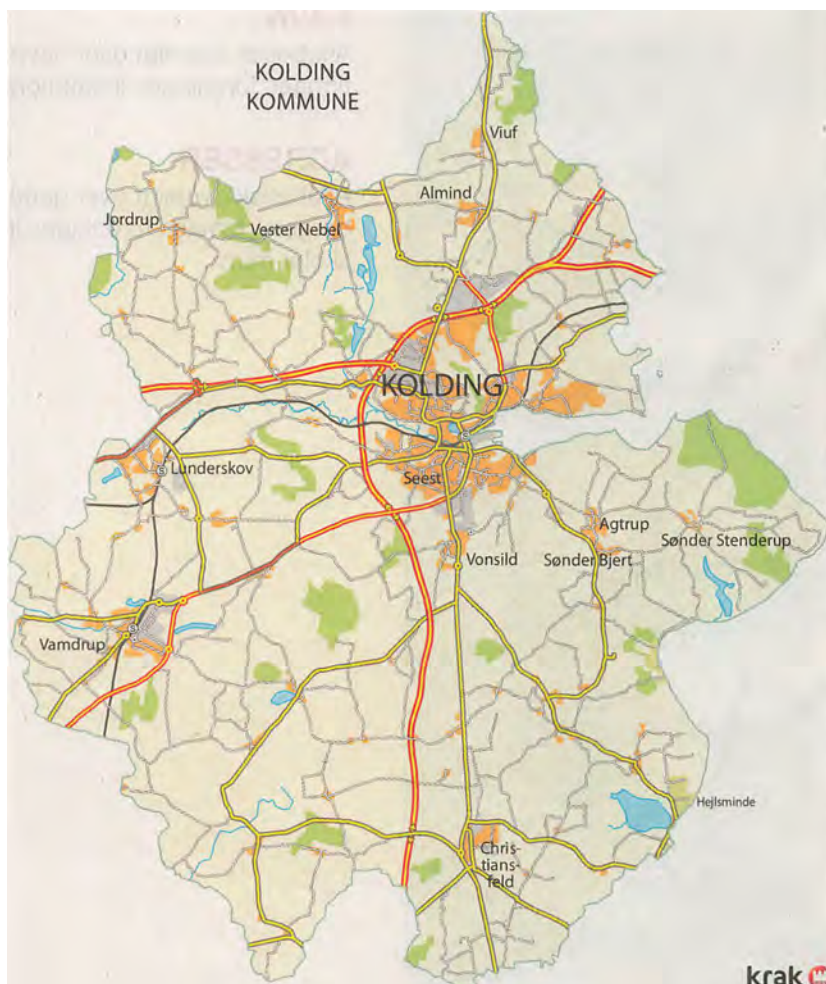 KOLDING
KOMMUNE
Viuf
Almind
Jordrup
Vester Nebel
KOLDING
Lunderskov
Seest
Agtrup
Sønder Stenderup
Sønder Bjert
Vonsild
Vamdrup
Hejlsminde
Chris-
tians-
feld
krak